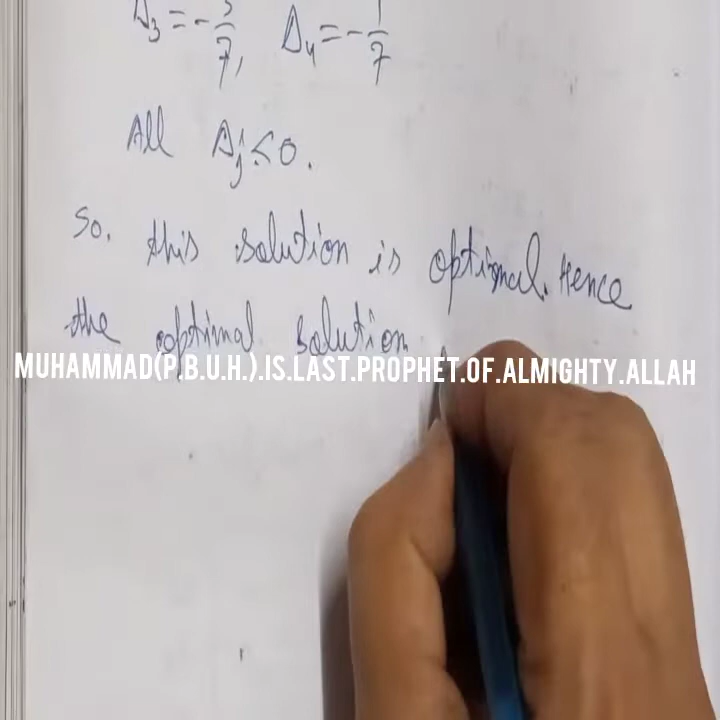 Δ₃ = -3/7, Δ₄ = -1/7
All Δj ≤ 0.
So. this solution is optimal. Hence
the optimal solution
MUHAMMAD(P.B.U.H.).IS.LAST.PROPHET.OF.ALMIGHTY.ALLAH